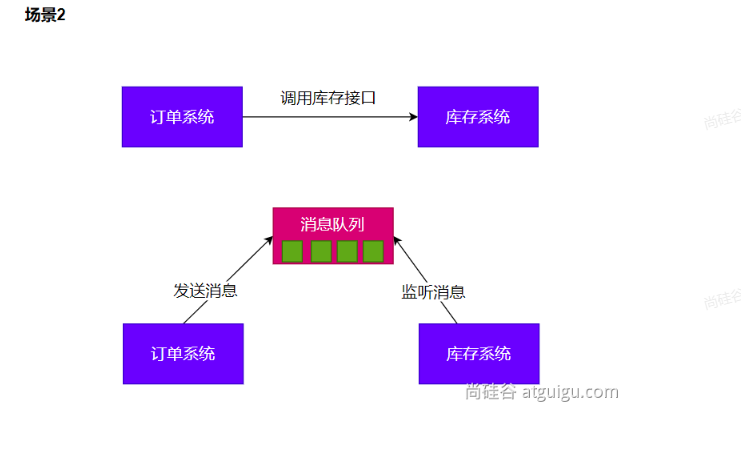 场景2
订单系统
调用库存接口
库存系统
尚硅谷
消息队列
发送消息
监听消息
尚硅谷
订单系统
库存系统
尚硅谷 atguigu.com